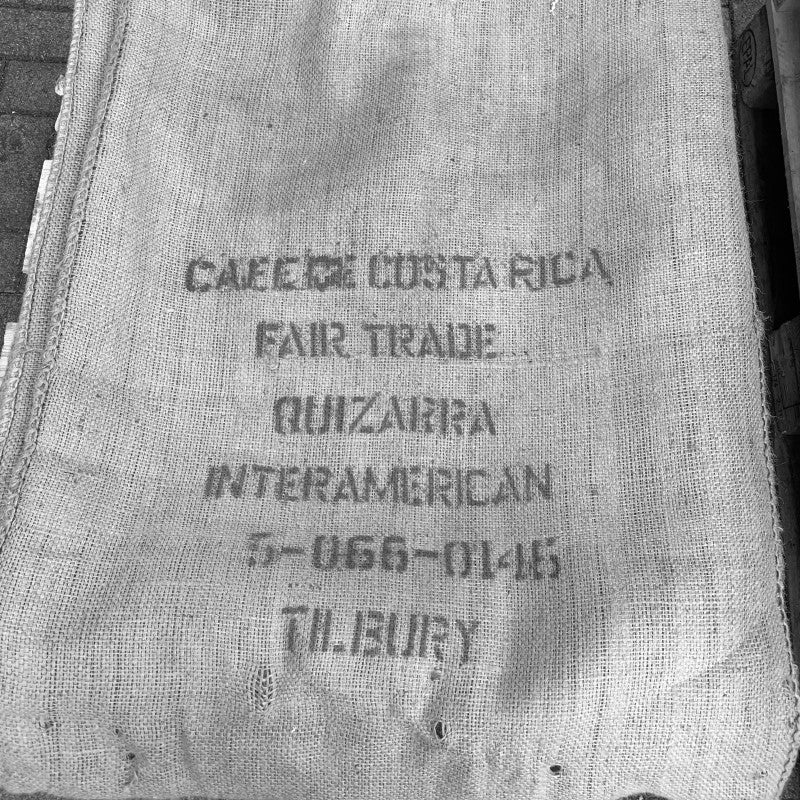 CAFE DE COSTA RICA
FAIR TRADE
QUIZARRA
INTERAMERICAN
5-066-0146
TILBURY